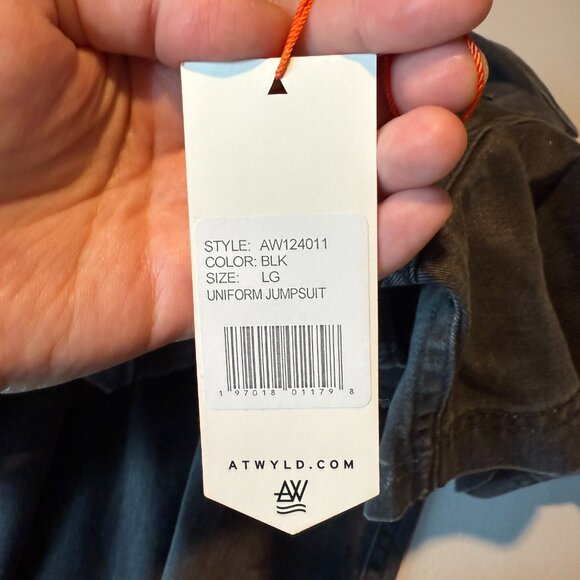 STYLE: AW124011
COLOR: BLK
SIZE: LG
UNIFORM JUMPSUIT
1 97018 01179 8
ATWYLD.COM
AW